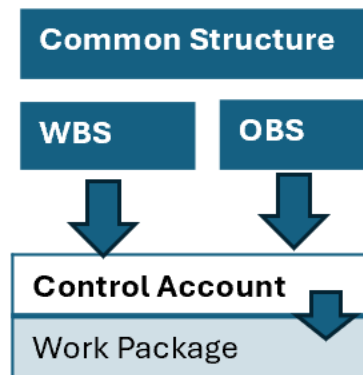 Common Structure
WBS
OBS
Control Account
Work Package